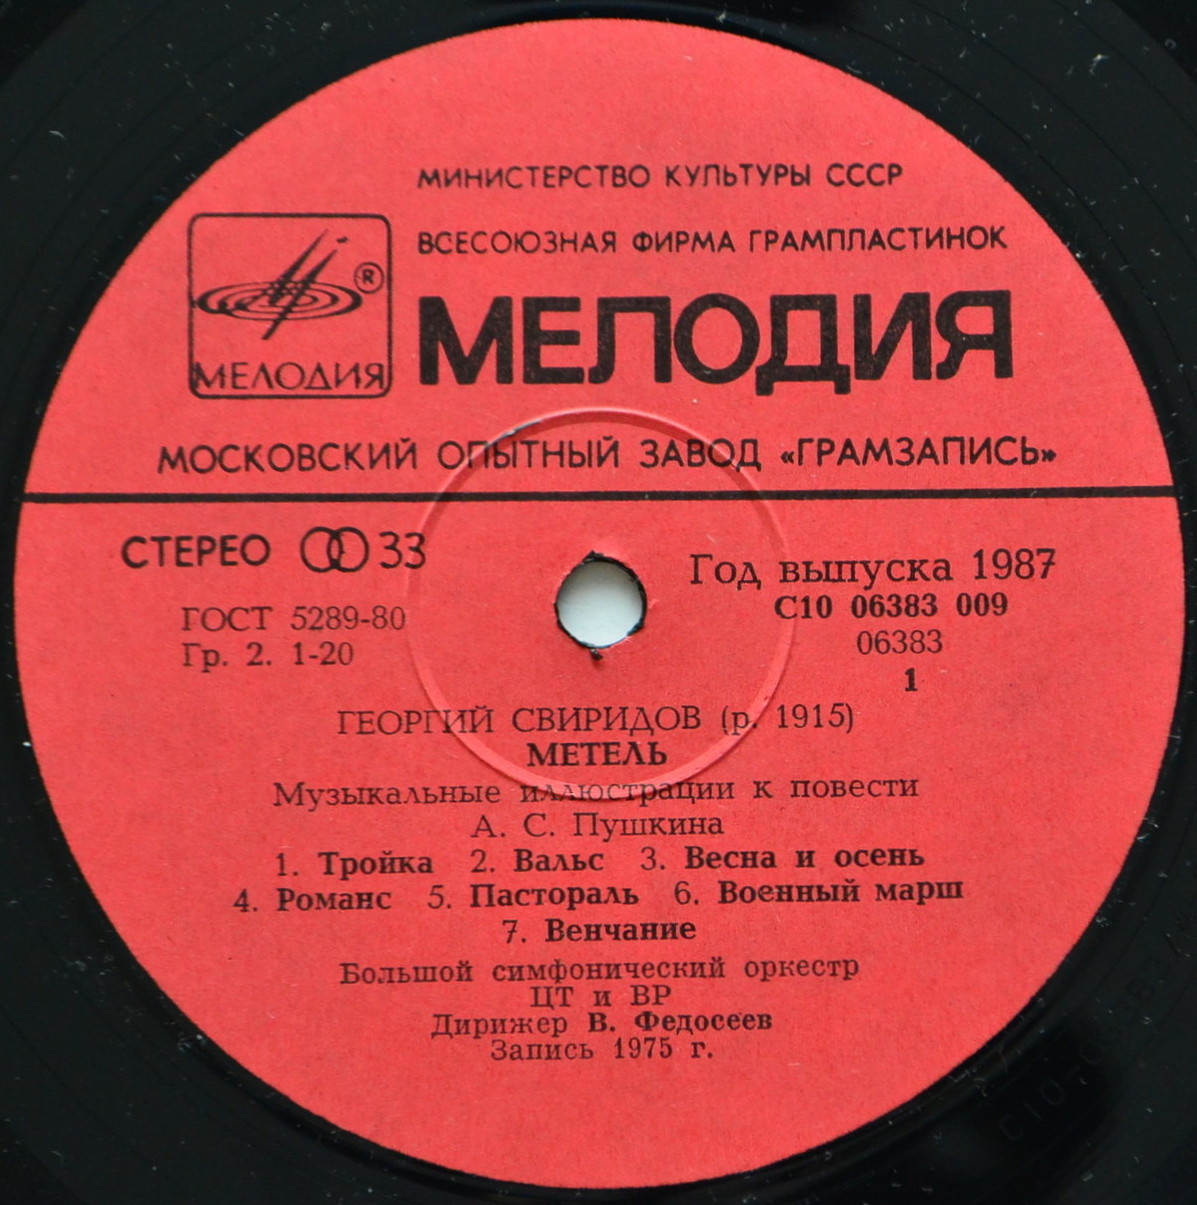 МИНИСТЕРСТВО КУЛЬТУРЫ СССР
ВСЕСОЮЗНАЯ ФИРМА ГРАМПЛАСТИНОК
МЕЛОДИЯ
®
МЕЛОДИЯ
МОСКОВСКИЙ ОПЫТНЫЙ ЗАВОД «ГРАМЗАПИСЬ»
СТЕРЕО 33
Год выпуска 1987
ГОСТ 5289-80
С10 06383 009
Гр. 2. 1-20
06383
1
ГЕОРГИЙ СВИРИДОВ (р. 1915)
МЕТЕЛЬ
Музыкальные иллюстрации к повести
А. С. Пушкина
1. Тройка 2. Вальс 3. Весна и осень
4. Романс 5. Пастораль 6. Военный марш
7. Венчание
Большой симфонический оркестр
ЦТ и ВР
Дирижер В. Федосеев
Запись 1975 г.